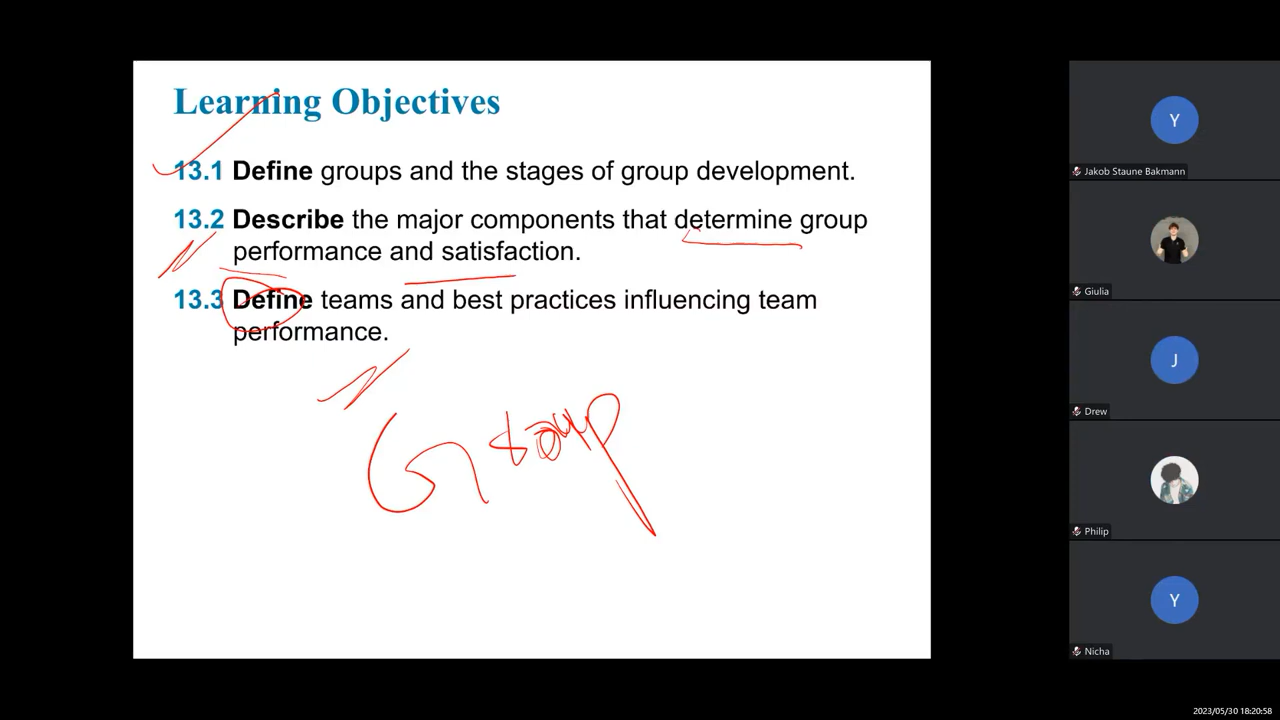 Learning Objectives
13.1 Define groups and the stages of group development.
13.2 Describe the major components that determine group
performance and satisfaction.
13.3 Define teams and best practices influencing team
performance.
Group
Y
Jakob Staune Bakmann
Giulia
J
Drew
Philip
Y
Nicha
2023/05/30 18:20:58